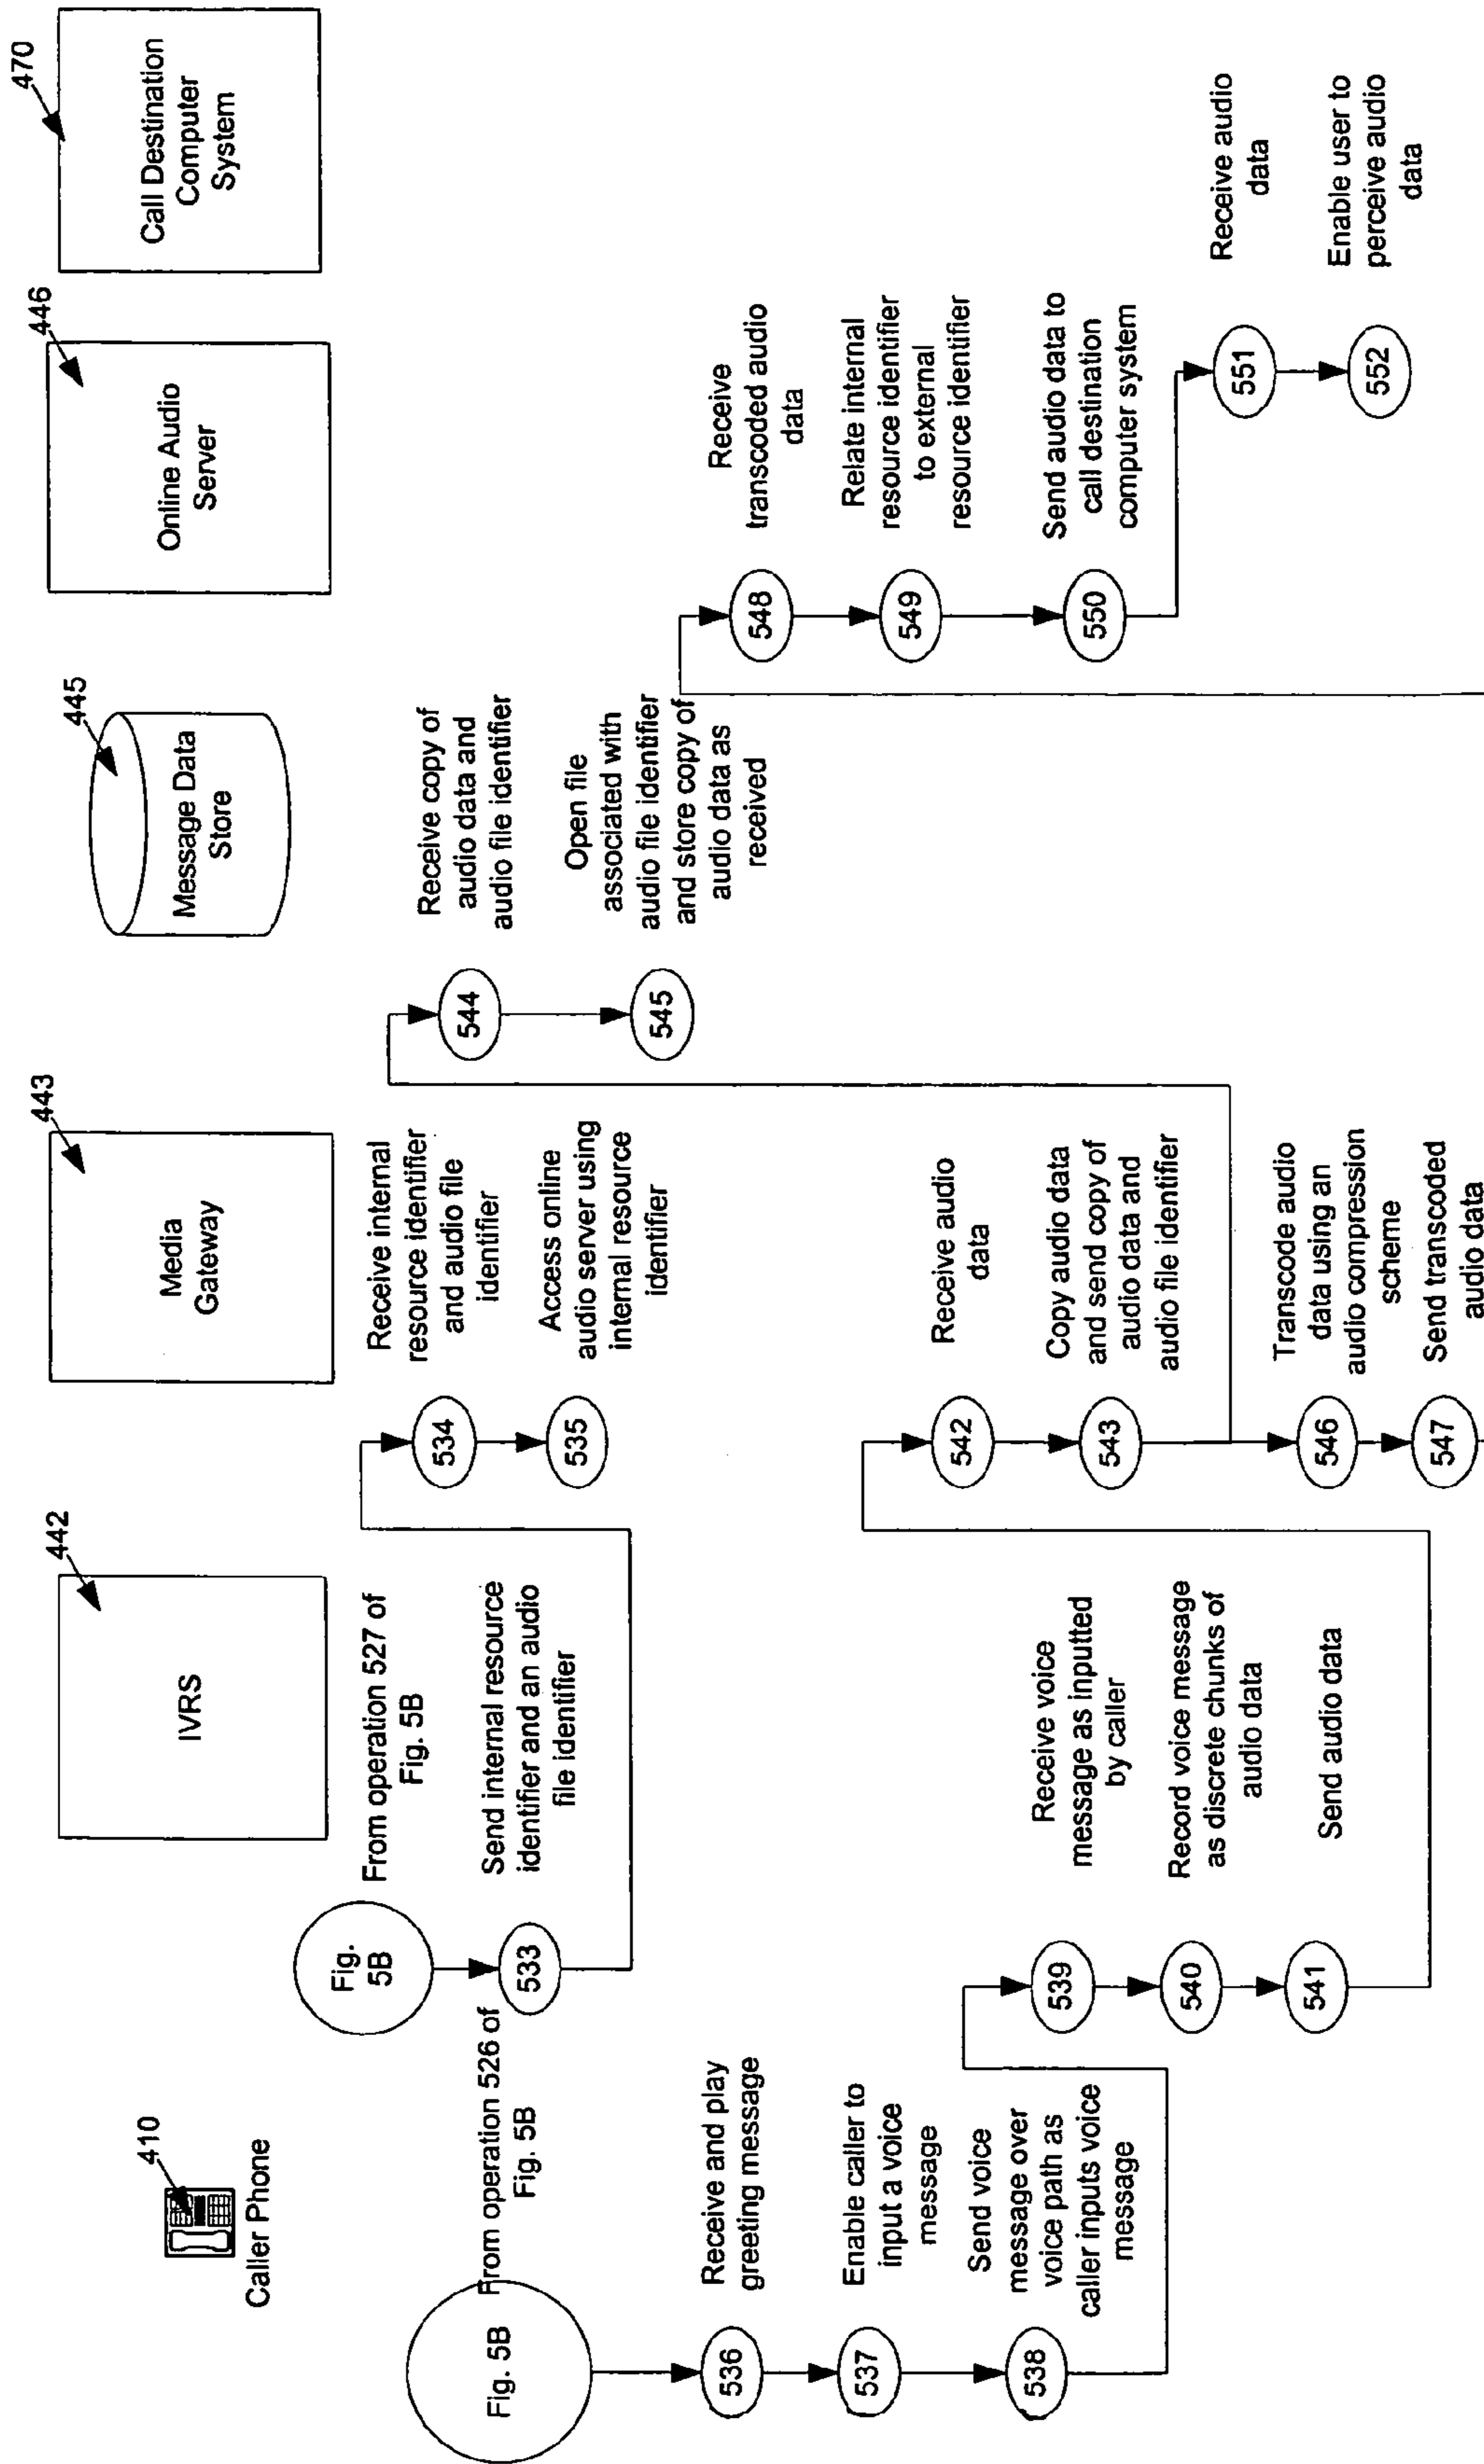 410
Caller Phone
442
IVRS
443
Media
Gateway
445
Message Data
Store
446
Online Audio
Server
470
Call Destination
Computer
System
Fig. 5B
From operation 526 of
Fig. 5B
536
Receive and play
greeting message
537
Enable caller to
input a voice
message
538
Send voice
message over
voice path as
caller inputs voice
message
Fig.
5B
From operation 527 of
Fig. 5B
533
Send internal resource
identifier and an audio
file identifier
539
Receive voice
message as inputted
by caller
540
Record voice message
as discrete chunks of
audio data
541
Send audio data
534
Receive internal
resource identifier
and audio file
identifier
535
Access online
audio server using
internal resource
identifier
542
Receive audio
data
543
Copy audio data
and send copy of
audio data and
audio file identifier
546
Transcode audio
data using an
audio compression
scheme
547
Send transcoded
audio data
544
Receive copy of
audio data and
audio file identifier
545
Open file
associated with
audio file identifier
and store copy of
audio data as
received
548
Receive
transcoded audio
data
549
Relate internal
resource identifier
to external
resource identifier
550
Send audio data to
call destination
computer system
551
Receive audio
data
552
Enable user to
perceive audio
data